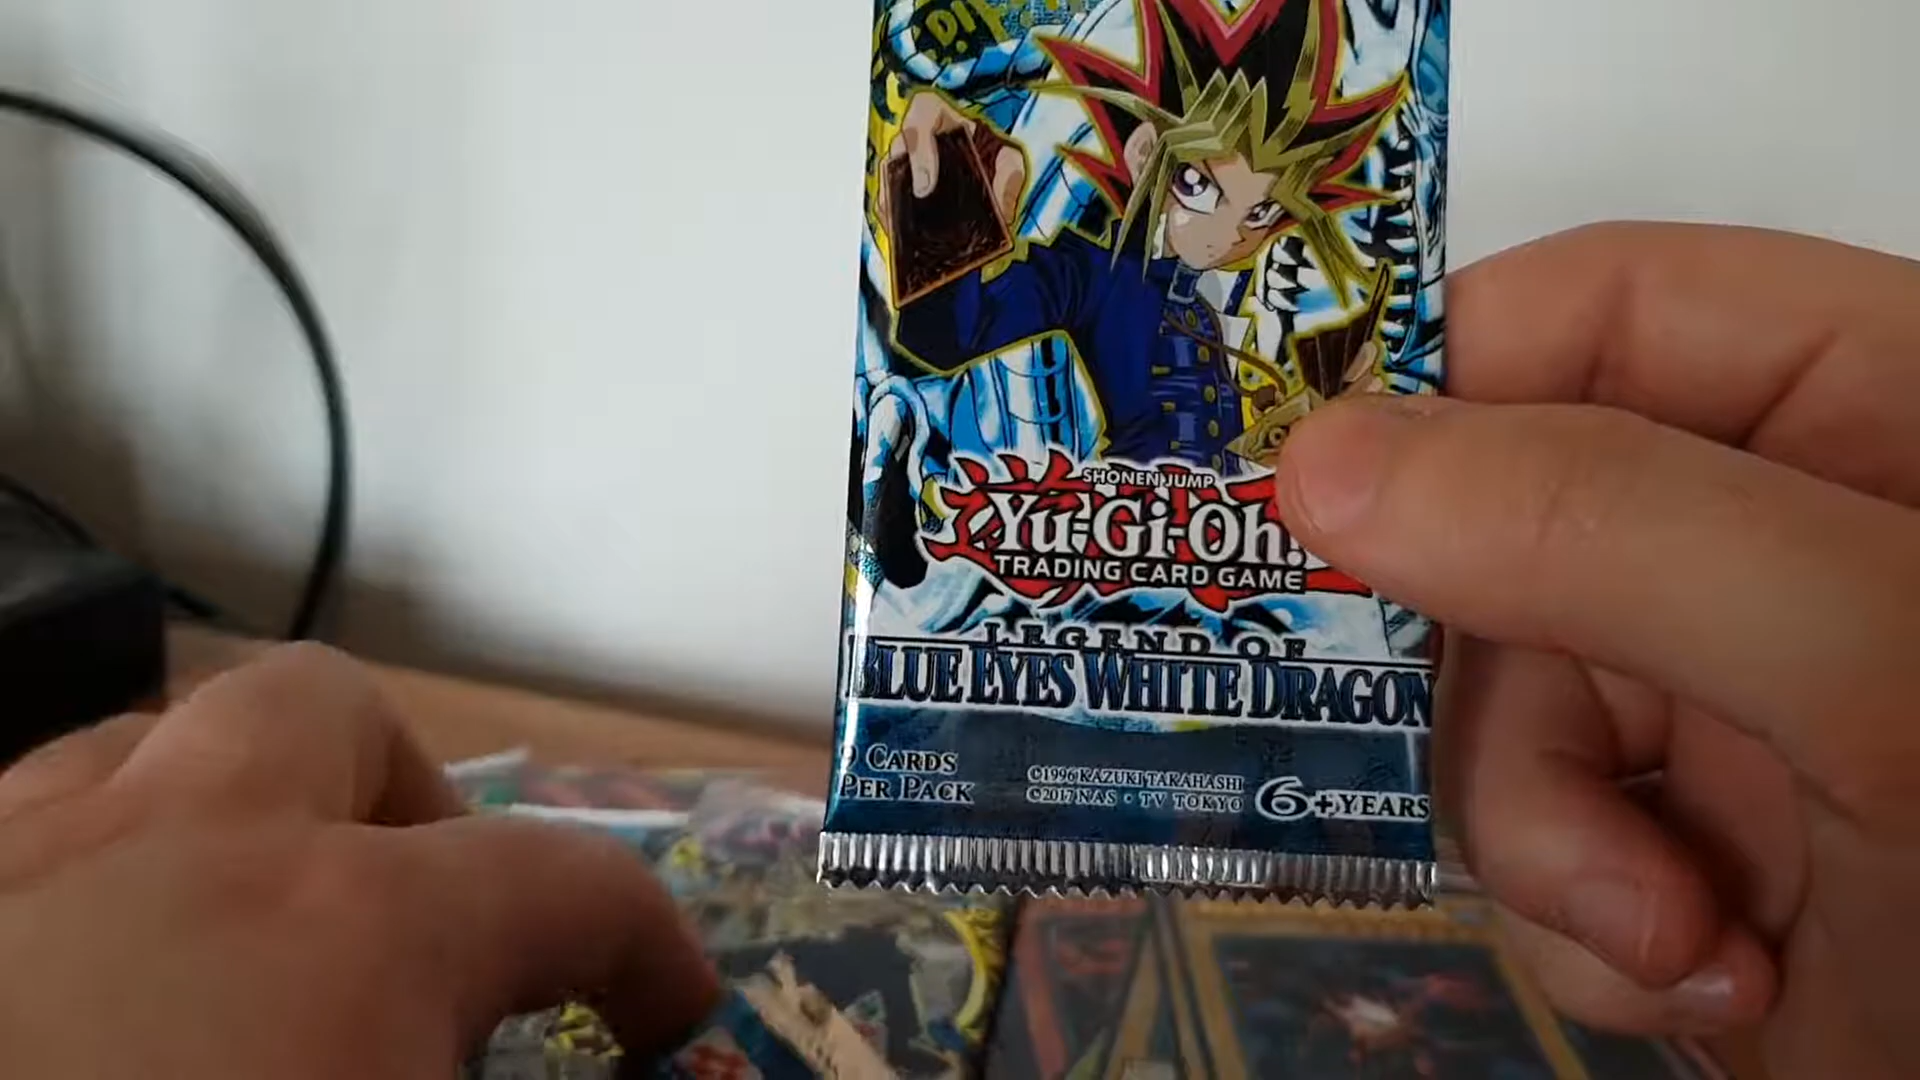 SHONEN JUMP
Yu-Gi-Oh!
TRADING CARD GAME
LEGEND OF
BLUE EYES WHITE DRAGON
9 CARDS
PER PACK
©1996 KAZUKI TAKAHASHI
©2017 NAS • TV TOKYO
6+YEARS